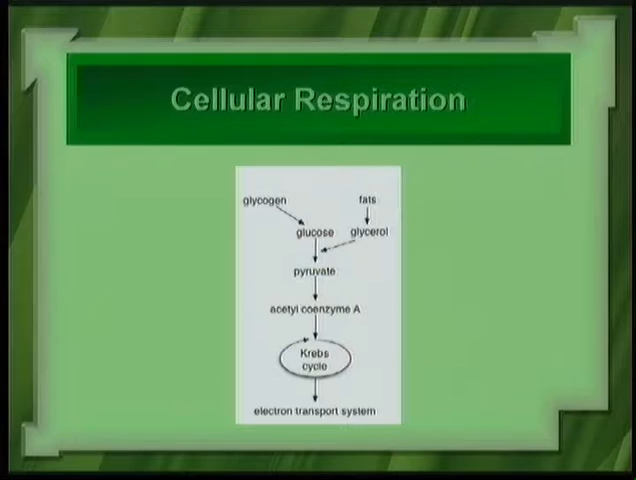 Cellular Respiration
glycogen fats
glucose glycerol
pyruvate
acetyl coenzyme A
Krebs
cycle
electron transport system